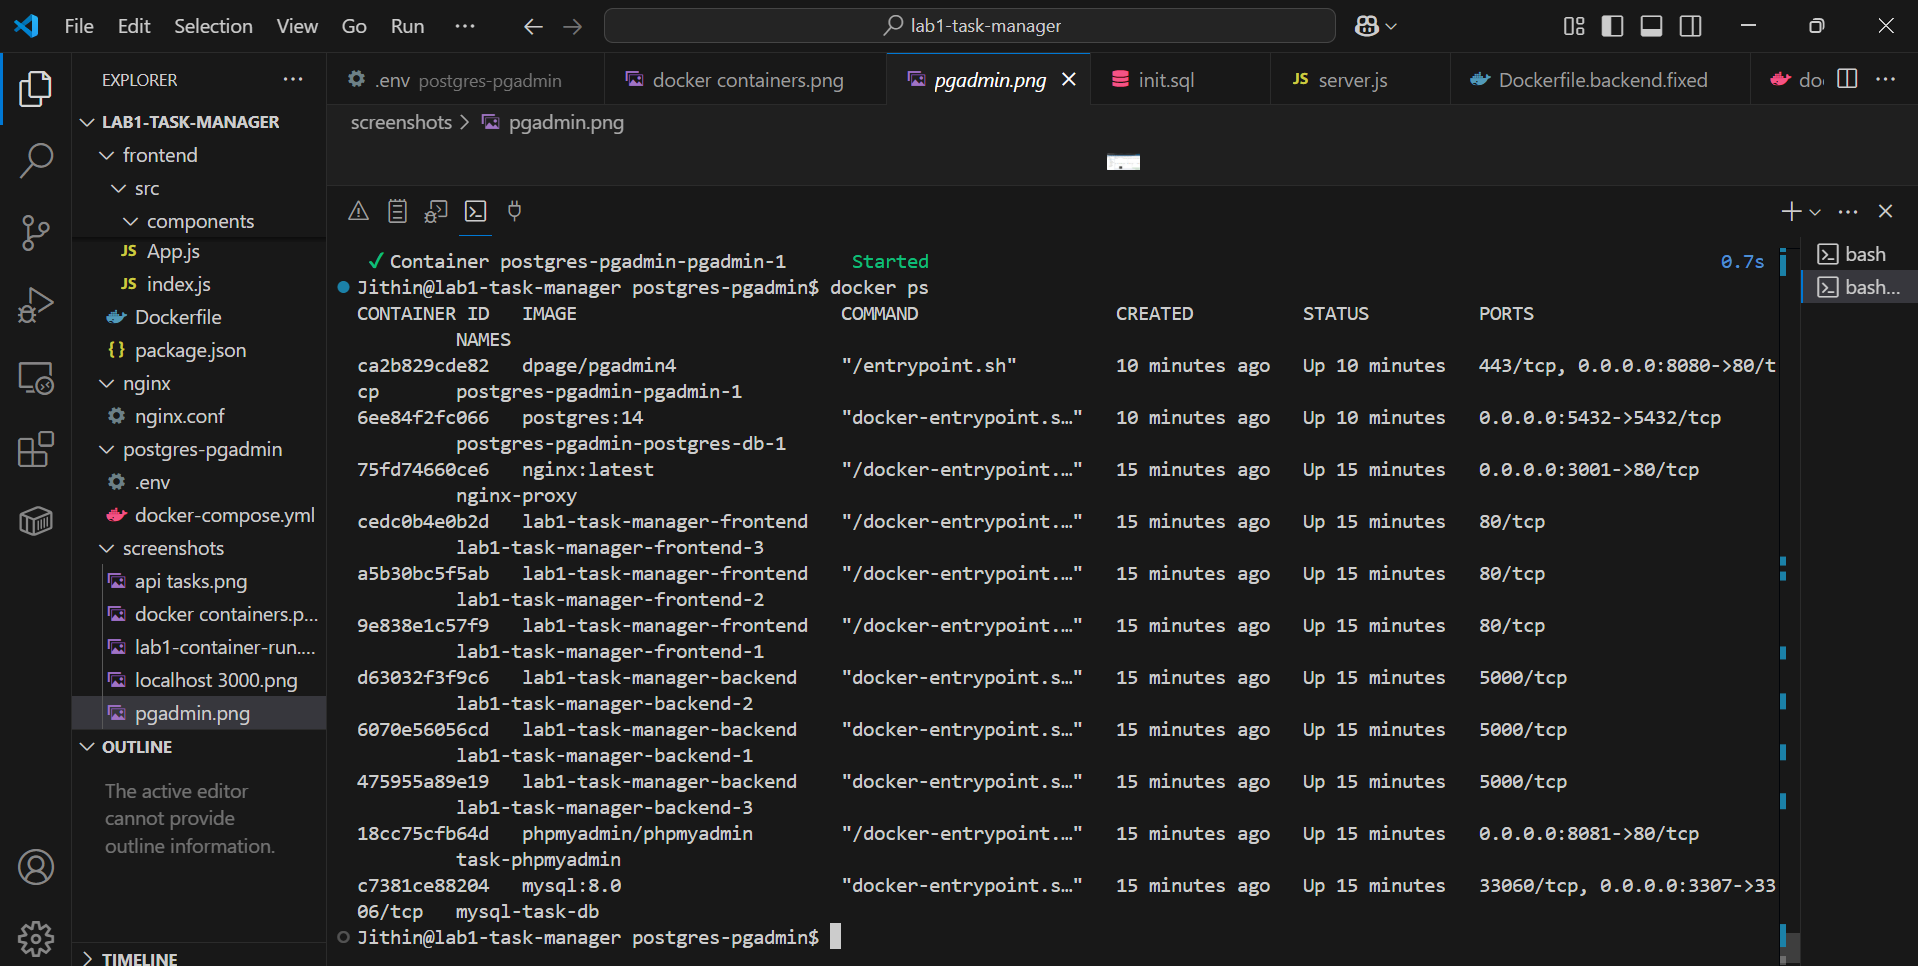 File Edit Selection View Go Run ··· lab1-task-manager
EXPLORER ···
LAB1-TASK-MANAGER
frontend
src
components
JS App.js
JS index.js
Dockerfile
{} package.json
nginx
nginx.conf
postgres-pgadmin
.env
docker-compose.yml
screenshots
api tasks.png
docker containers.p...
lab1-container-run....
localhost 3000.png
pgadmin.png
OUTLINE
The active editor
cannot provide
outline information.
TIMELINE
.env postgres-pgadmin docker containers.png pgadmin.png init.sql JS server.js Dockerfile.backend.fixed do
screenshots > pgadmin.png
✓ Container postgres-pgadmin-pgadmin-1 Started 0.7s
Jithin@lab1-task-manager postgres-pgadmin$ docker ps
CONTAINER ID IMAGE COMMAND CREATED STATUS PORTS
NAMES
ca2b829cde82 dpage/pgadmin4 "/entrypoint.sh" 10 minutes ago Up 10 minutes 443/tcp, 0.0.0.0:8080->80/t
cp postgres-pgadmin-pgadmin-1
6ee84f2fc066 postgres:14 "docker-entrypoint.s…" 10 minutes ago Up 10 minutes 0.0.0.0:5432->5432/tcp
postgres-pgadmin-postgres-db-1
75fd74660ce6 nginx:latest "/docker-entrypoint.…" 15 minutes ago Up 15 minutes 0.0.0.0:3001->80/tcp
nginx-proxy
cedc0b4e0b2d lab1-task-manager-frontend "/docker-entrypoint.…" 15 minutes ago Up 15 minutes 80/tcp
lab1-task-manager-frontend-3
a5b30bc5f5ab lab1-task-manager-frontend "/docker-entrypoint.…" 15 minutes ago Up 15 minutes 80/tcp
lab1-task-manager-frontend-2
9e838e1c57f9 lab1-task-manager-frontend "/docker-entrypoint.…" 15 minutes ago Up 15 minutes 80/tcp
lab1-task-manager-frontend-1
d63032f3f9c6 lab1-task-manager-backend "docker-entrypoint.s…" 15 minutes ago Up 15 minutes 5000/tcp
lab1-task-manager-backend-2
6070e56056cd lab1-task-manager-backend "docker-entrypoint.s…" 15 minutes ago Up 15 minutes 5000/tcp
lab1-task-manager-backend-1
475955a89e19 lab1-task-manager-backend "docker-entrypoint.s…" 15 minutes ago Up 15 minutes 5000/tcp
lab1-task-manager-backend-3
18cc75cfb64d phpmyadmin/phpmyadmin "/docker-entrypoint.…" 15 minutes ago Up 15 minutes 0.0.0.0:8081->80/tcp
task-phpmyadmin
c7381ce88204 mysql:8.0 "docker-entrypoint.s…" 15 minutes ago Up 15 minutes 33060/tcp, 0.0.0.0:3307->33
06/tcp mysql-task-db
Jithin@lab1-task-manager postgres-pgadmin$
bash
bash...